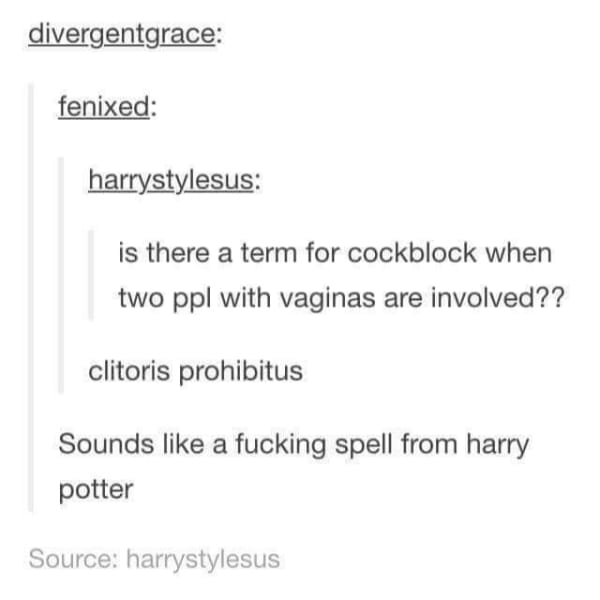 divergentgrace:
fenixed:
harrystylesus:
is there a term for cockblock when
two ppl with vaginas are involved??
clitoris prohibitus
Sounds like a fucking spell from harry
potter
Source: harrystylesus